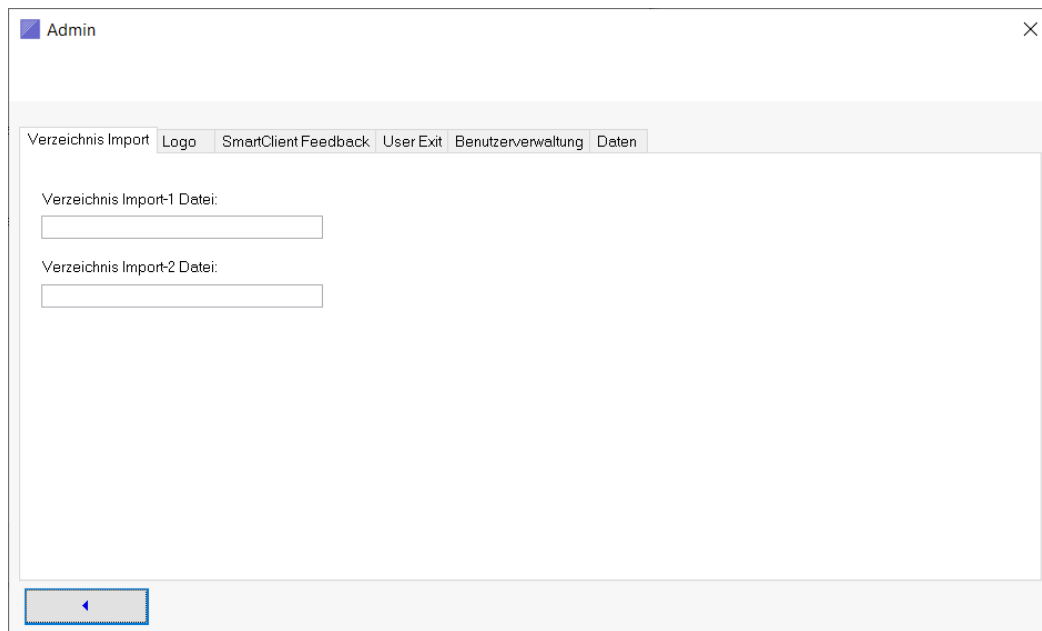 Admin
Verzeichnis Import Logo SmartClient Feedback User Exit Benutzerverwaltung Daten
Verzeichnis Import-1 Datei:
Verzeichnis Import-2 Datei: